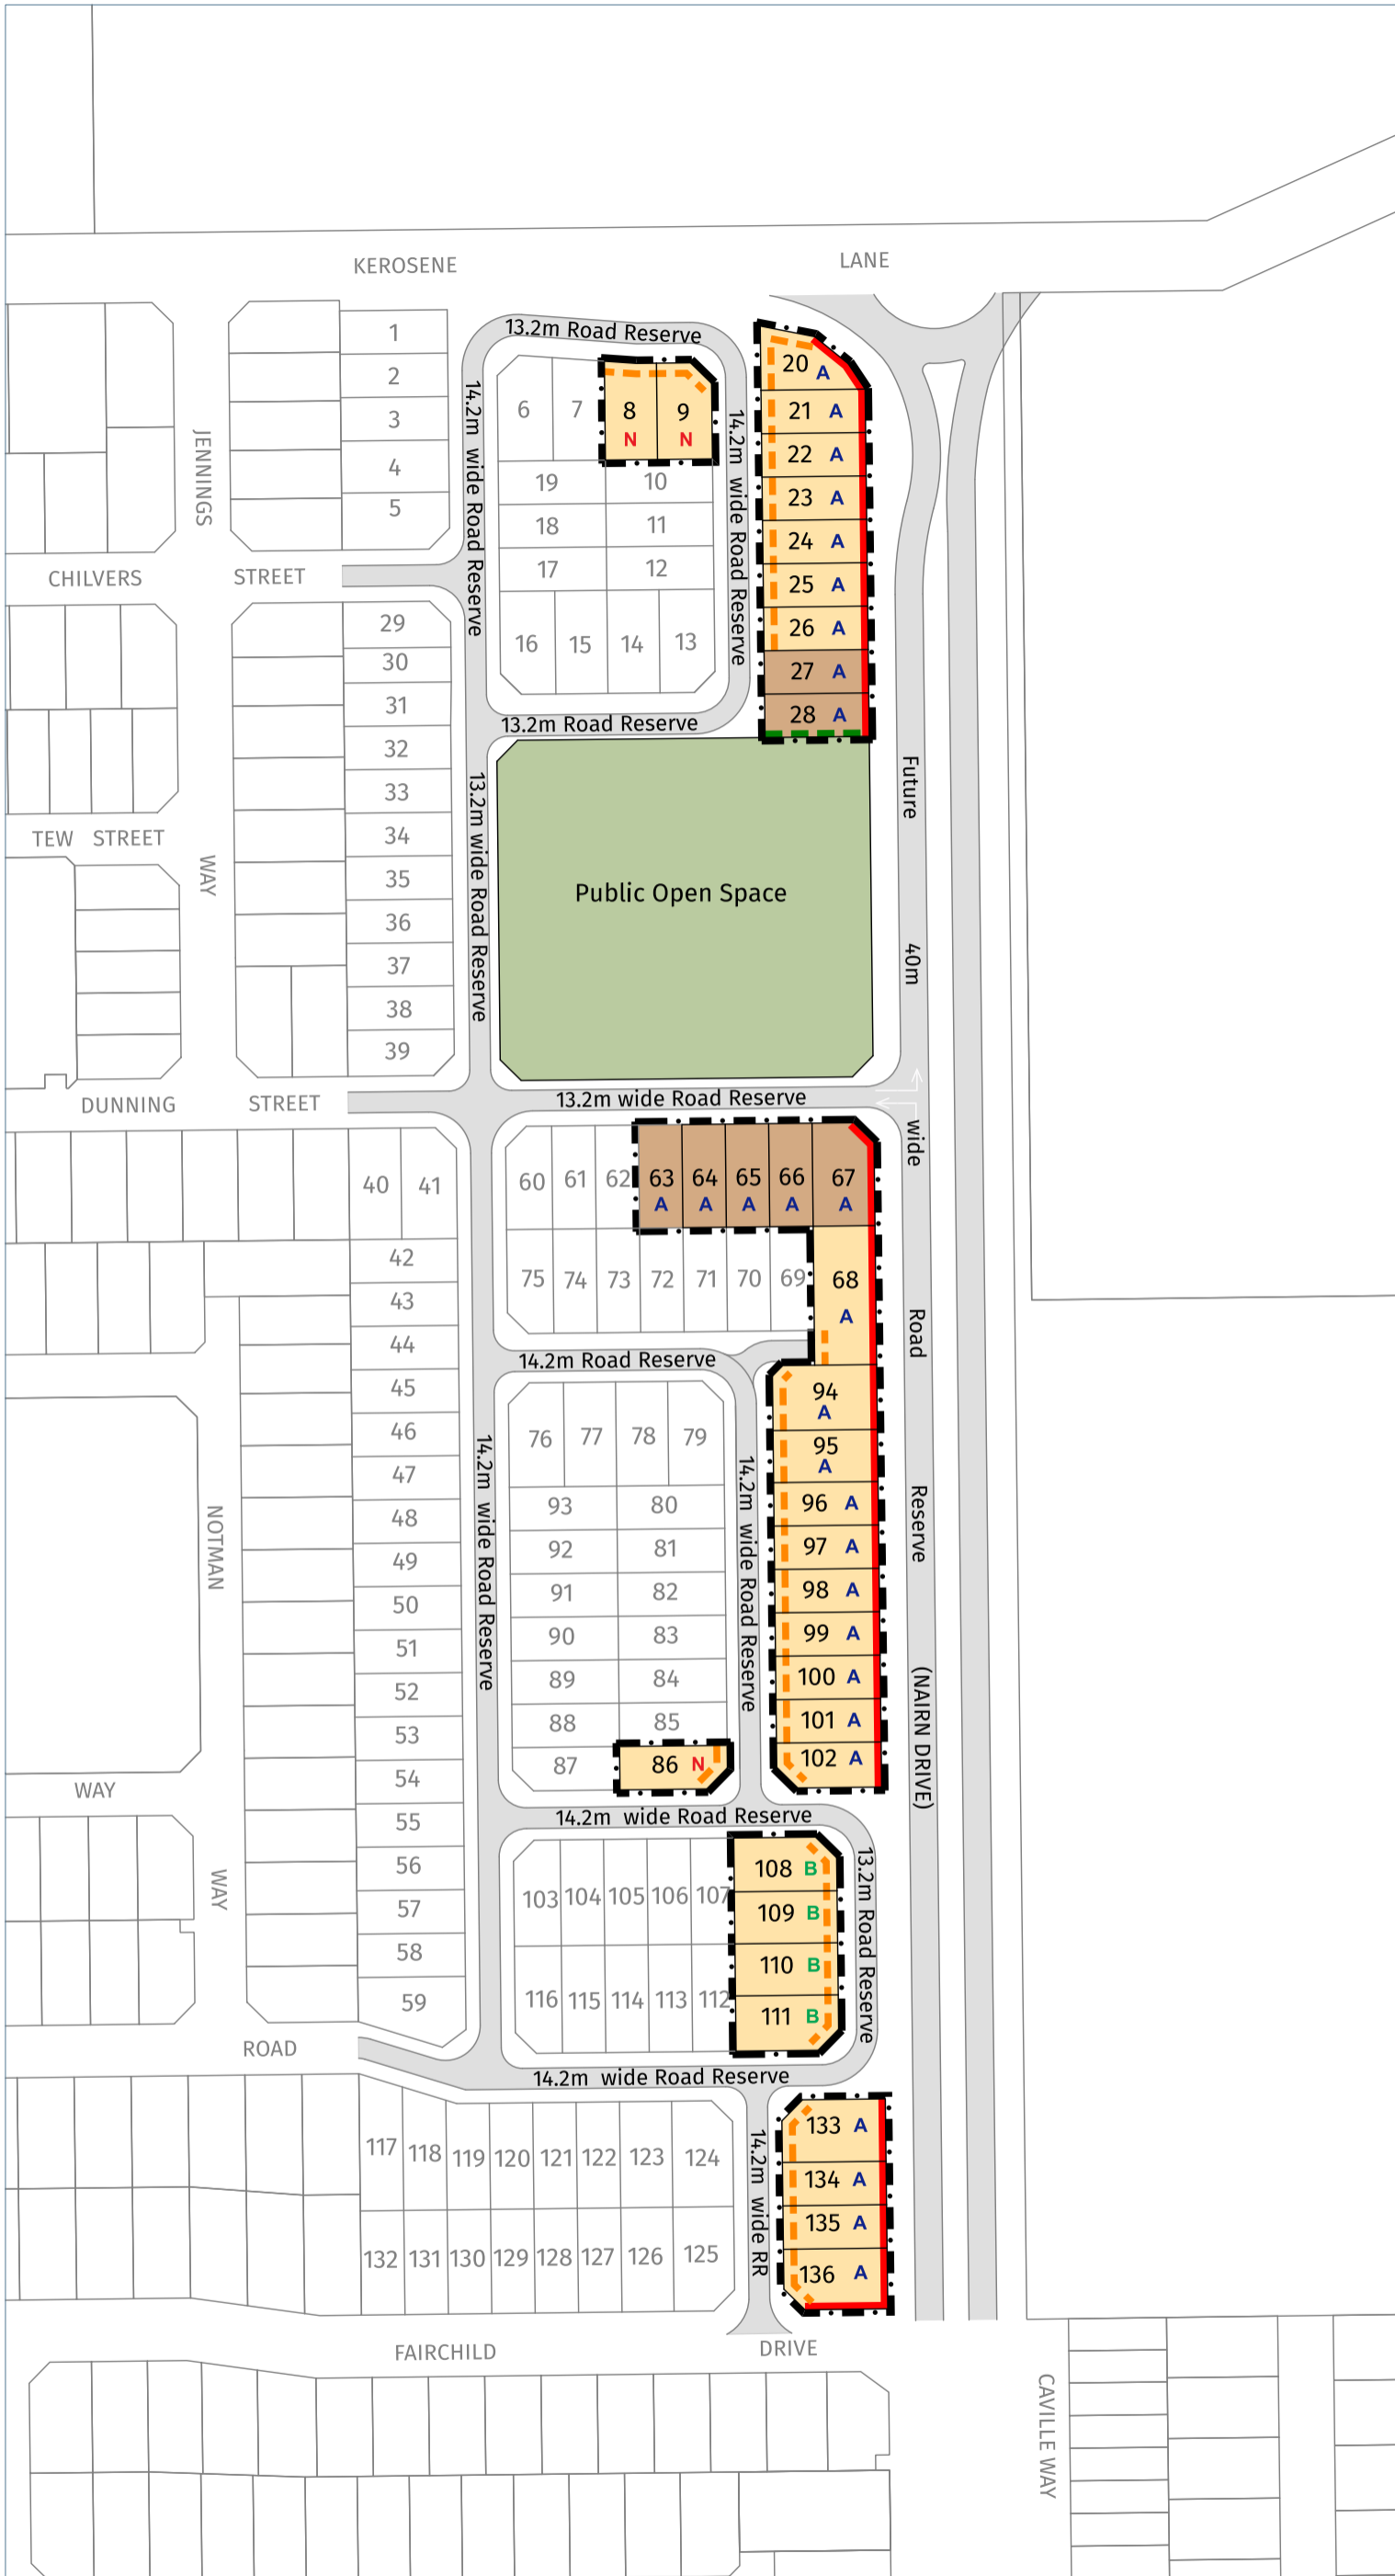 KEROSENE
LANE
13.2m Road Reserve
JENNINGS
14.2m wide Road Reserve
14.2m wide Road Reserve
1
2
3
4
5
6
7
8
N
9
N
19
10
18
11
17
12
16
15
14
13
20 A
21 A
22 A
23 A
24 A
25 A
26 A
27 A
28 A
CHILVERS
STREET
13.2m Road Reserve
29
30
31
32
33
34
35
36
37
38
39
13.2m wide Road Reserve
TEW STREET
WAY
Public Open Space
Future
40m
wide
Road
Reserve
(NAIRN DRIVE)
DUNNING
STREET
13.2m wide Road Reserve
40
41
42
43
44
45
46
47
48
49
50
51
52
53
54
55
56
57
58
59
60
61
62
63
A
64
A
65
A
66
A
67
A
75
74
73
72
71
70
69
68
A
14.2m Road Reserve
14.2m wide Road Reserve
14.2m wide Road Reserve
76
77
78
79
93
80
92
81
91
82
90
83
89
84
88
85
87
86 N
94
A
95
A
96 A
97 A
98 A
99 A
100 A
101 A
102 A
NOTMAN
WAY
WAY
14.2m wide Road Reserve
13.2m Road Reserve
103
104
105
106
107
108 B
109 B
110 B
111 B
116
115
114
113
112
ROAD
14.2m wide Road Reserve
14.2m wide RR
117
118
119
120
121
122
123
124
132
131
130
129
128
127
126
125
133 A
134 A
135 A
136 A
FAIRCHILD
DRIVE
CAVILLE WAY